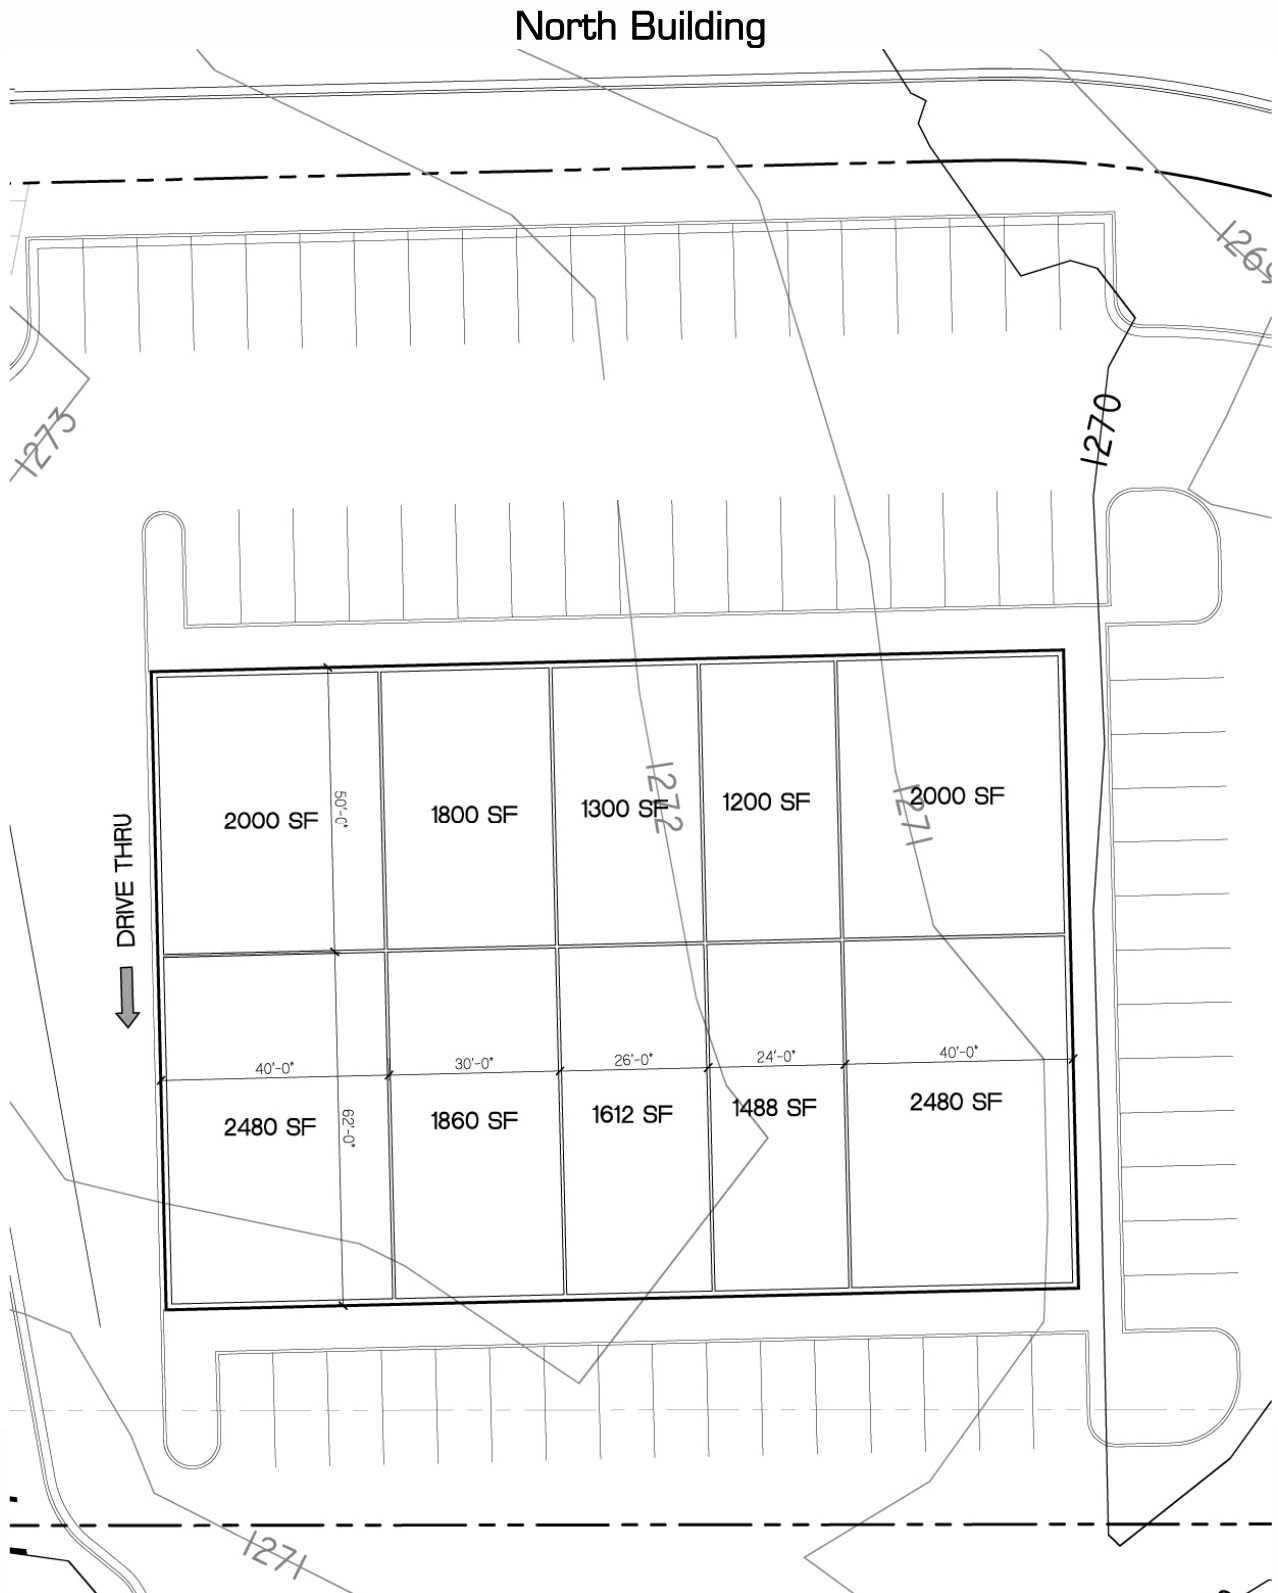 North Building
1269
1273
1270
2000 SF
50'-0"
1800 SF
1300 SF
1272
1200 SF
2000 SF
1271
DRIVE THRU
40'-0"
30'-0"
26'-0"
24'-0"
40'-0"
2480 SF
62'-0"
1860 SF
1612 SF
1488 SF
2480 SF
1271